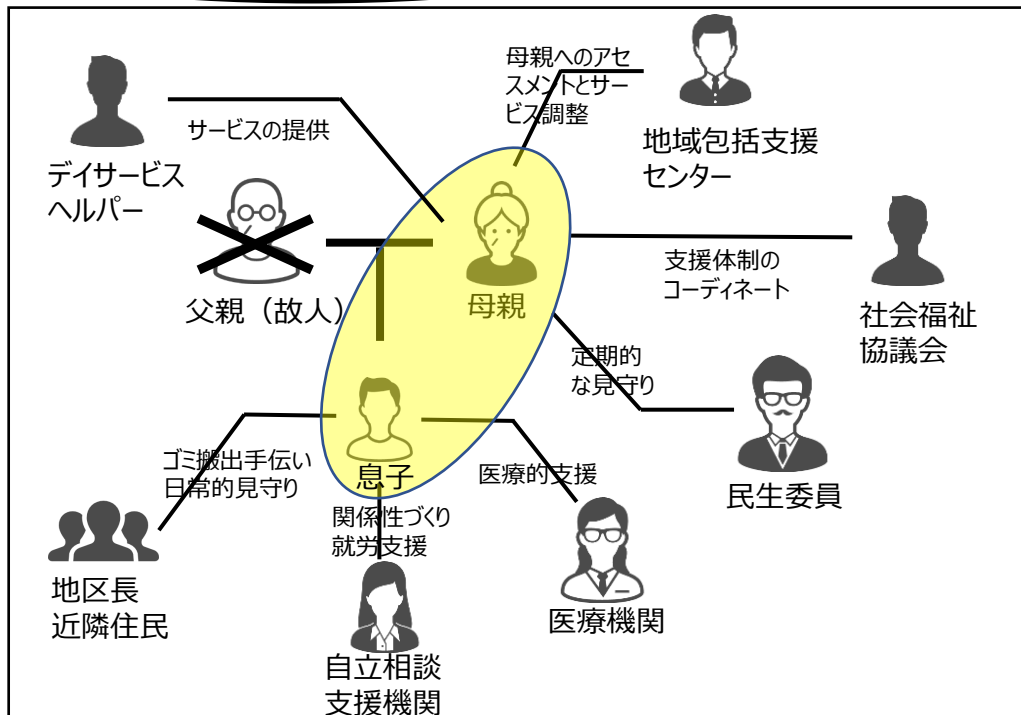 母親へのアセ
スメントとサー
ビス調整
地域包括支援
センター
サービスの提供
デイサービス
ヘルパー
父親（故人）
母親
支援体制の
コーディネート
社会福祉
協議会
定期的
な見守り
民生委員
ゴミ搬出手伝い
日常的見守り
息子
医療的支援
関係性づくり
就労支援
地区長
近隣住民
医療機関
自立相談
支援機関